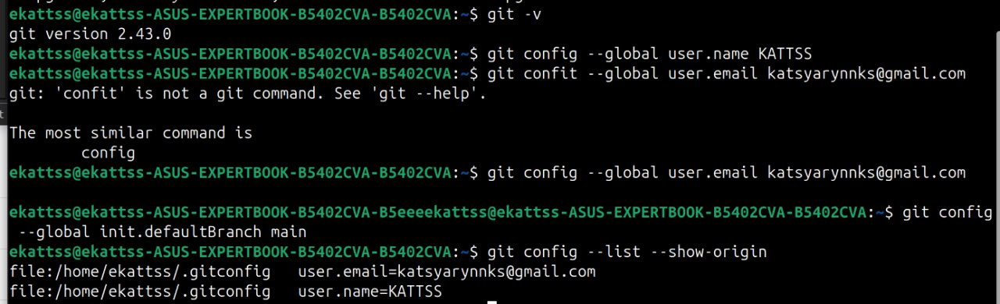 ekattss@ekattss-ASUS-EXPERTBOOK-B5402CVA-B5402CVA:~$ git -v
git version 2.43.0
ekattss@ekattss-ASUS-EXPERTBOOK-B5402CVA-B5402CVA:~$ git config --global user.name KATTSS
ekattss@ekattss-ASUS-EXPERTBOOK-B5402CVA-B5402CVA:~$ git confit --global user.email katsyarynnks@gmail.com
git: 'confit' is not a git command. See 'git --help'.
The most similar command is
config
ekattss@ekattss-ASUS-EXPERTBOOK-B5402CVA-B5402CVA:~$ git config --global user.email katsyarynnks@gmail.com
ekattss@ekattss-ASUS-EXPERTBOOK-B5402CVA-B5eeeekattss@ekattss-ASUS-EXPERTBOOK-B5402CVA-B5402CVA:~$ git config
--global init.defaultBranch main
ekattss@ekattss-ASUS-EXPERTBOOK-B5402CVA-B5402CVA:~$ git config --list --show-origin
file:/home/ekattss/.gitconfig user.email=katsyarynnks@gmail.com
file:/home/ekattss/.gitconfig user.name=KATTSS